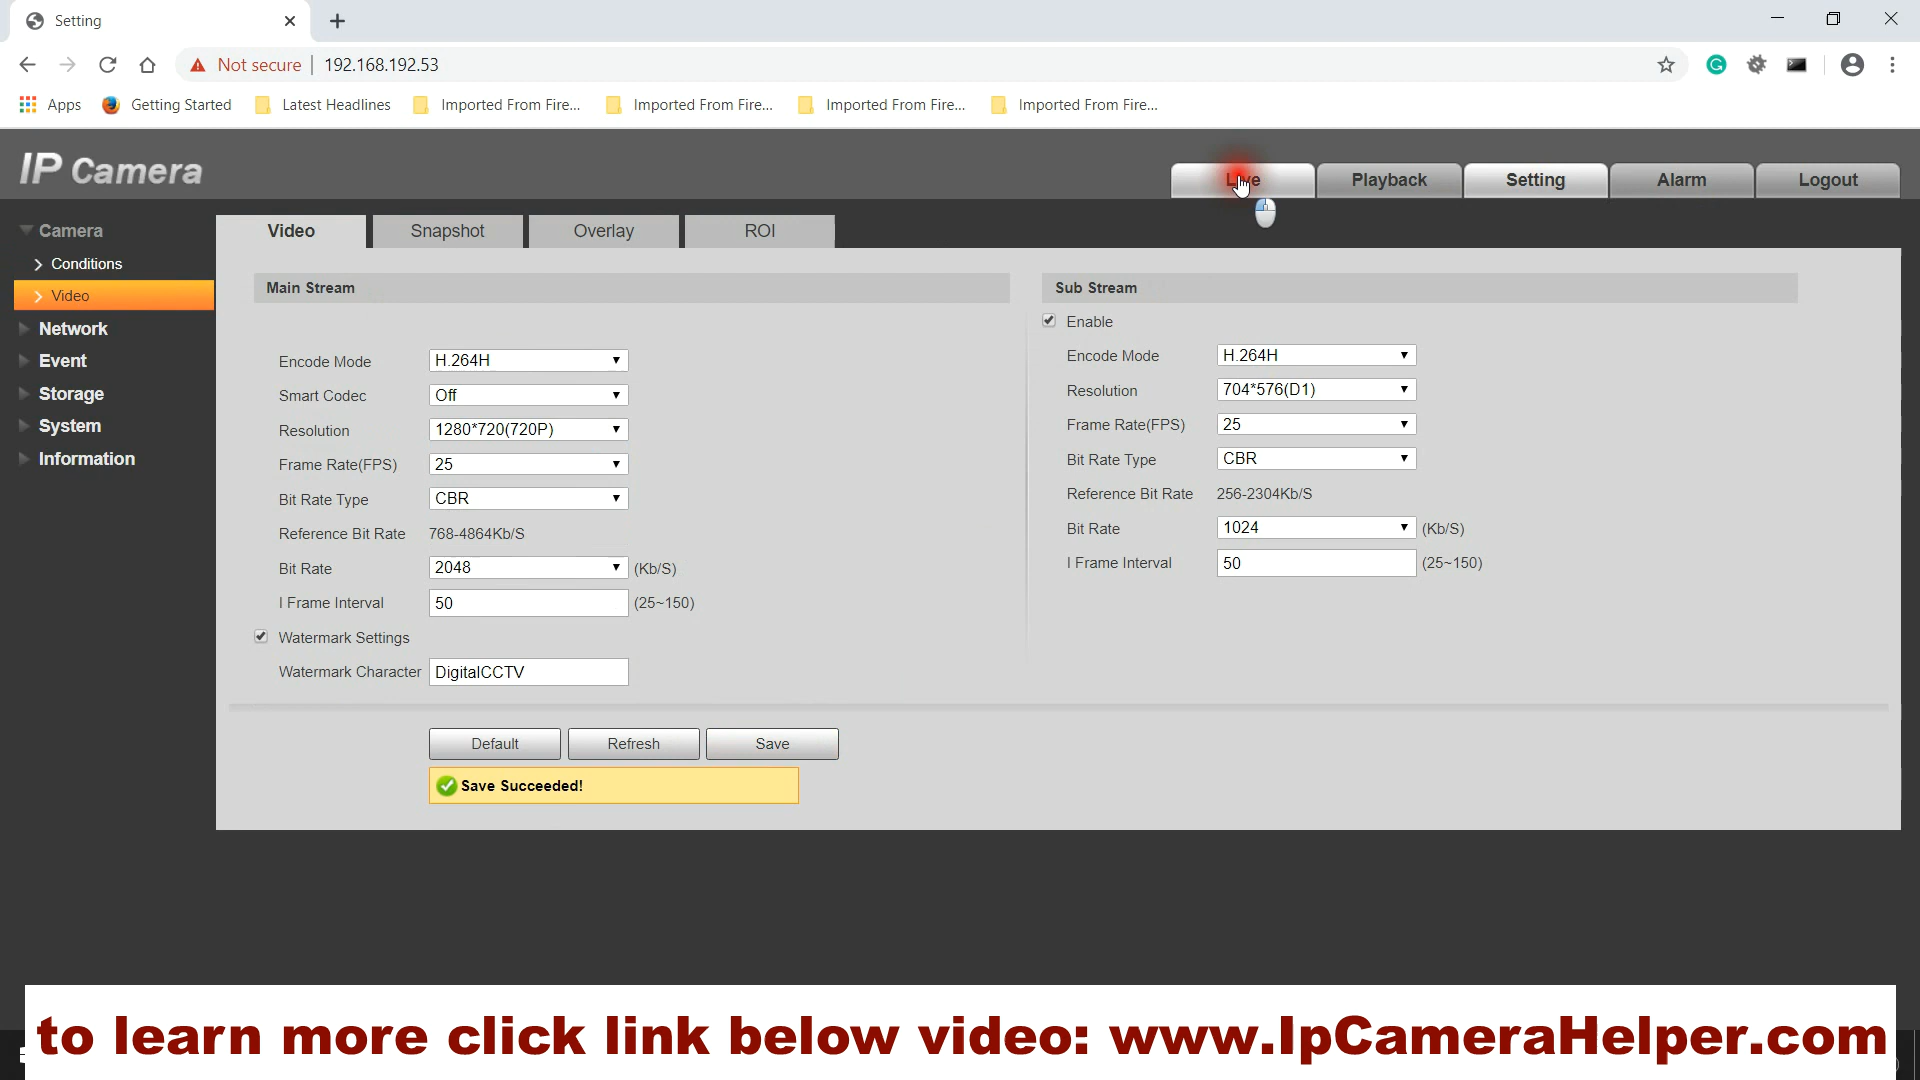 Setting
Not secure | 192.168.192.53
Apps Getting Started Latest Headlines Imported From Fire... Imported From Fire... Imported From Fire... Imported From Fire...
IP Camera
Live Playback Setting Alarm Logout
Camera
Conditions
Video
Network
Event
Storage
System
Information
Video Snapshot Overlay ROI
Main Stream
Encode Mode H.264H
Smart Codec Off
Resolution 1280*720(720P)
Frame Rate(FPS) 25
Bit Rate Type CBR
Reference Bit Rate 768-4864Kb/S
Bit Rate 2048 (Kb/S)
I Frame Interval 50 (25~150)
Watermark Settings
Watermark Character DigitalCCTV
Sub Stream
Enable
Encode Mode H.264H
Resolution 704*576(D1)
Frame Rate(FPS) 25
Bit Rate Type CBR
Reference Bit Rate 256-2304Kb/S
Bit Rate 1024 (Kb/S)
I Frame Interval 50 (25~150)
Default Refresh Save
Save Succeeded!
to learn more click link below video: www.IpCameraHelper.com